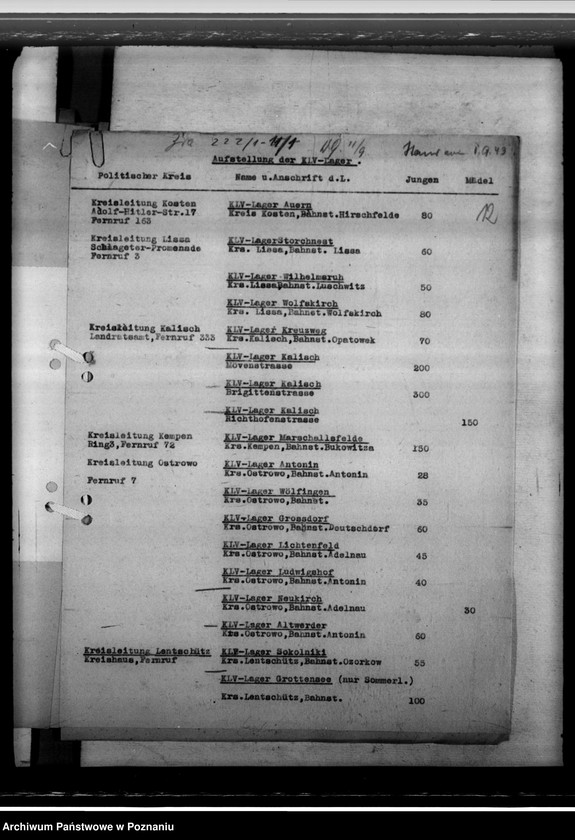 222/1-11/1 11/9
Aufstellung der KLV-Lager.
Politischer Kreis Name u.Anschrift d.L. Jungen Mädel
Kreisleitung Kosten KLV-Lager Auern
Adolf-Hitler-Str.17 Kreis Kosten,Bahnst.Hirschfelde 80
Fernruf 163
Kreisleitung Lissa KLV-LagerStorchnest
Schlageter-Promenade Krs. Lissa,Bahnst. Lissa 60
Fernruf 3
KLV-Lager Wilhelmsruh
Krs.Lissa,Bahnst.Luschwitz 50
KLV-Lager Wolfskirch
Krs. Lissa,Bahnst.Wolfskirch 80
Kreisleitung Kalisch KLV-Lager Kreuzweg
Landratsamt,Fernruf 333 Krs.Kalisch,Bahnst.Opatowek 70
KLV-Lager Kalisch
Mövenstrasse 200
KLV-Lager Kalisch
Brigittenstrasse 300
KLV-Lager Kalisch
Richthofenstrasse 150
Kreisleitung Kempen KLV-Lager Marschallsfelde
Ring3,Fernruf 72 Krs.Kempen,Bahnst.Bukowitza 150
Kreisleitung Ostrowo KLV-Lager Antonin
Krs.Ostrowo,Bahnst.Antonin 28
Fernruf 7
KLV-Lager Wölfingen
Krs.Ostrowo,Bahnst. 35
KLV-Lager Grossdorf
Krs.Ostrowo,Bahnst.Deutschdorf 60
KLV-Lager Lichtenfeld
Krs.Ostrowo,Bahnst.Adelnau 45
KLV-Lager Ludwigshof
Krs.Ostrowo,Bahnst.Antonin 40
KLV-Lager Neukirch
Krs.Ostrowo,Bahnst.Adelnau 30
KLV-Lager Altwerder
Krs.Ostrowo,Bahnst.Antonin 60
Kreisleitung Lentschütz KLV-Lager Sokolniki
Kreishaus,Fernruf Krs.Lentschütz,Bahnst.Ozorkow 55
KLV-Lager Grottensee (nur Sommerl.)
Krs.Lentschütz,Bahnst. 100
Archiwum Państwowe w Poznaniu